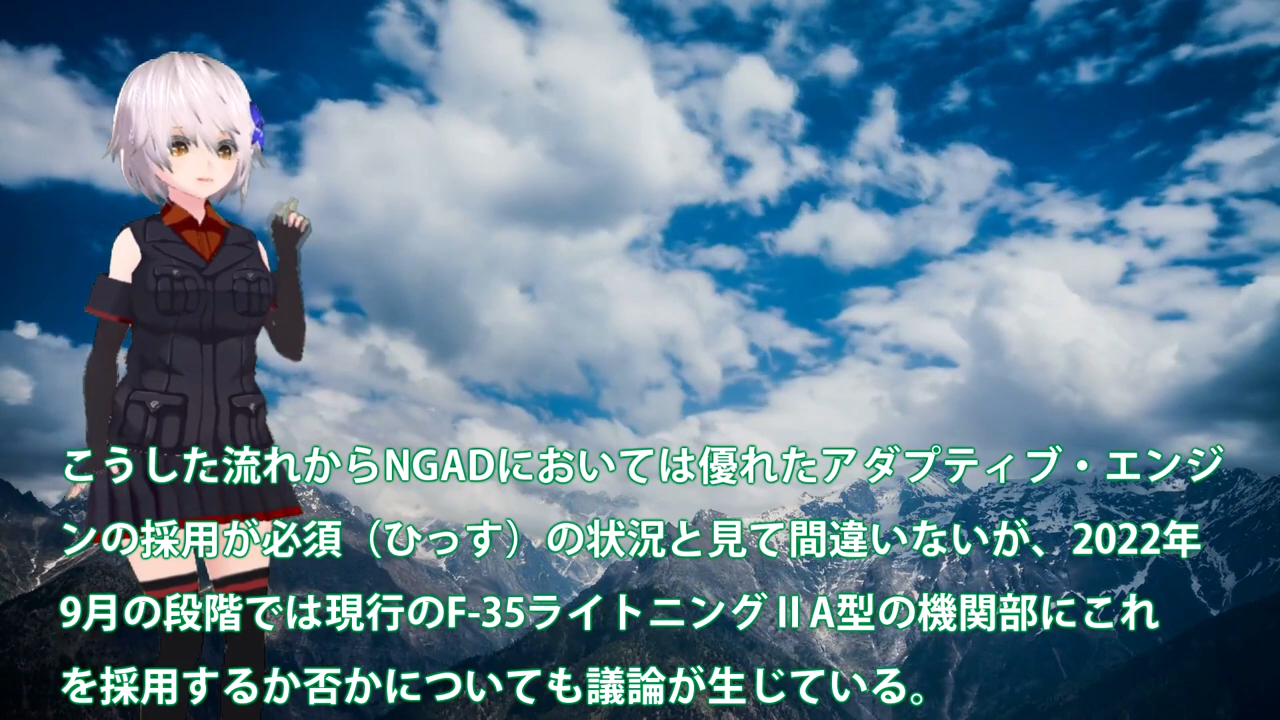 こうした流れからNGADにおいては優れたアダプティブ・エンジ
ンの採用が必須（ひっす）の状況と見て間違いないが、2022年
9月の段階では現行のF-35ライトニングⅡA型の機関部にこれ
を採用するか否かについても議論が生じている。